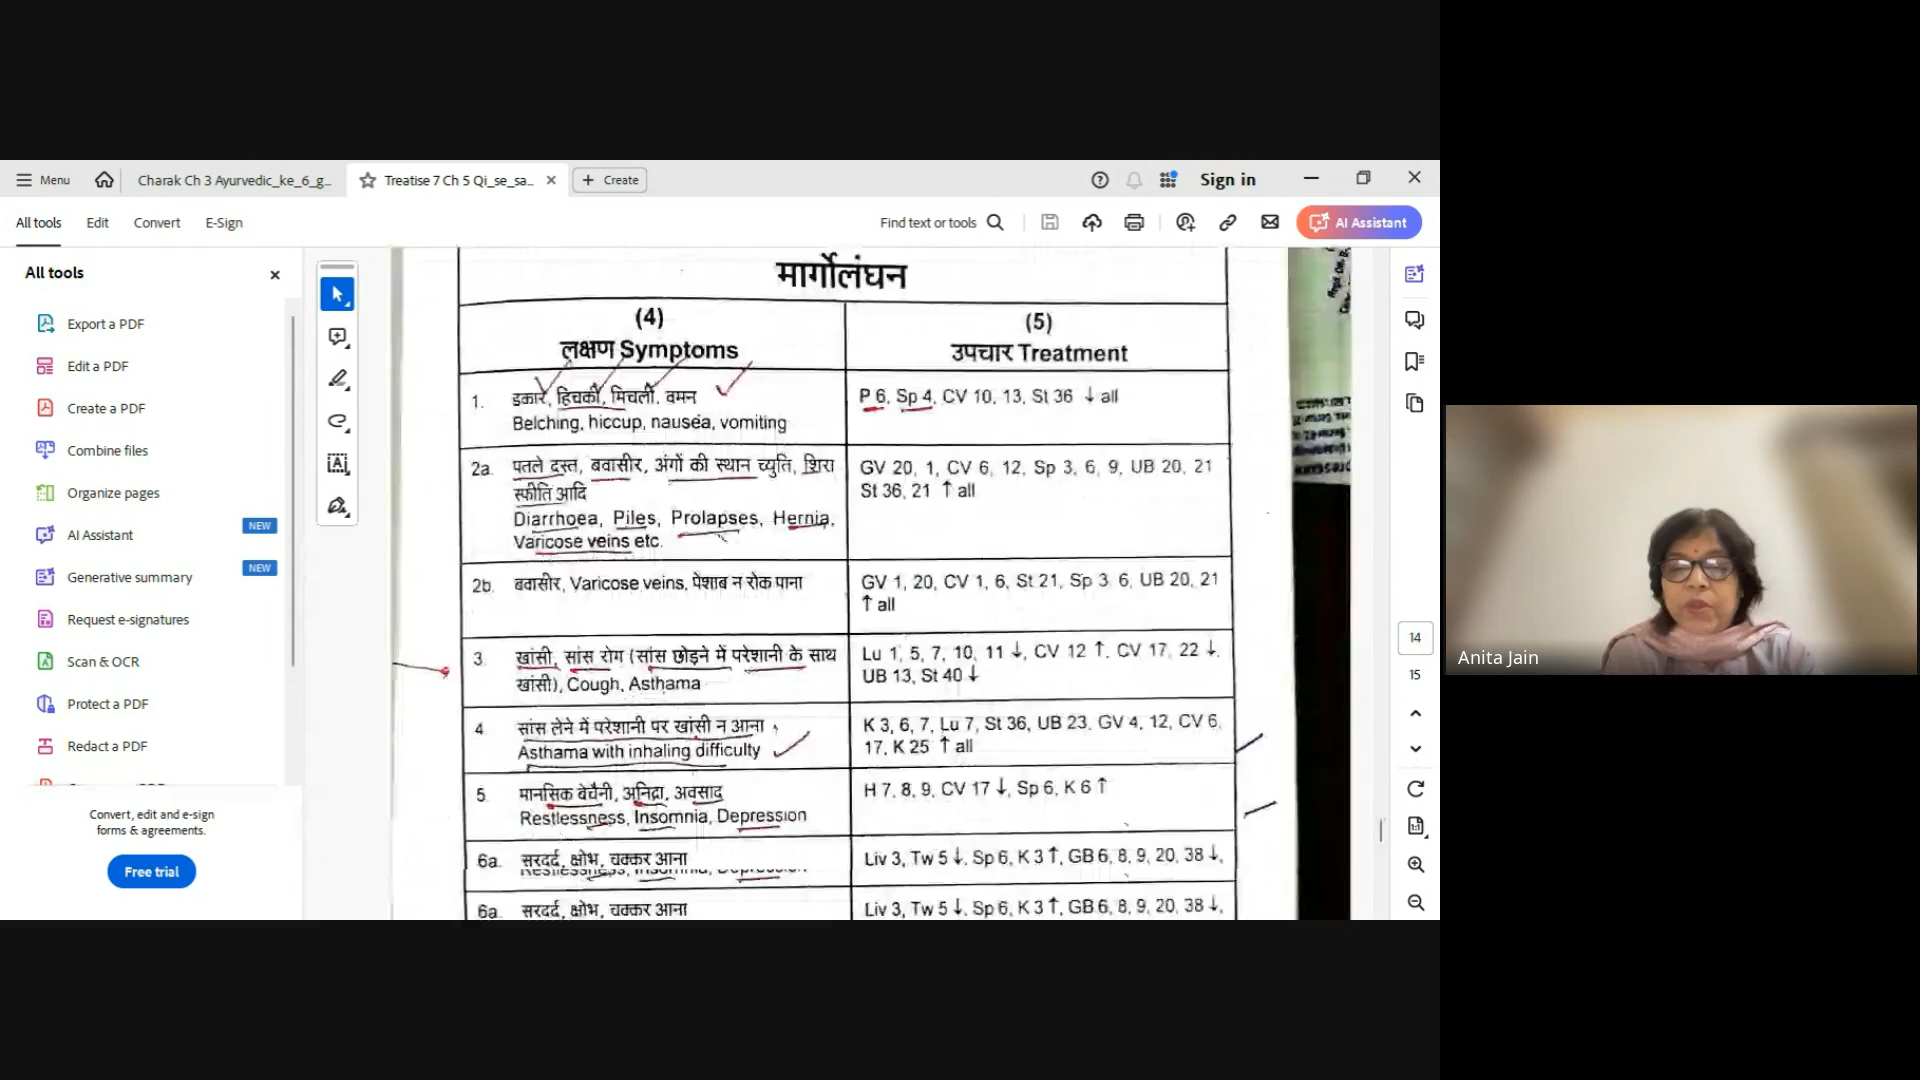 Menu
Charak Ch 3 Ayurvedic_ke_6_g...
Treatise 7 Ch 5 Qi_se_sa...
Create
Sign in
All tools
Edit
Convert
E-Sign
Find text or tools
AI Assistant
All tools
Export a PDF
Edit a PDF
Create a PDF
Combine files
Organize pages
AI Assistant NEW
Generative summary NEW
Request e-signatures
Scan & OCR
Protect a PDF
Redact a PDF
Convert, edit and e-sign
forms & agreements.
Free trial
मार्गोलंघन
(4)
लक्षण Symptoms
(5)
उपचार Treatment
1. डकार, हिचकी, मिचली, वमन
Belching, hiccup, nausea, vomiting
P 6, Sp 4, CV 10, 13, St 36 ↓ all
2a. पतले दस्त, बवासीर, अंगों की स्थान च्युति, शिरा
स्फीति आदि
Diarrhoea, Piles, Prolapses, Hernia,
Varicose veins etc.
GV 20, 1, CV 6, 12, Sp 3, 6, 9, UB 20, 21
St 36, 21 ↑ all
2b. बवासीर, Varicose veins, पेशाब न रोक पाना
GV 1, 20, CV 1, 6, St 21, Sp 3, 6, UB 20, 21
↑ all
3. खांसी, सांस रोग (सांस छोड़ने में परेशानी के साथ
खांसी), Cough, Asthama
Lu 1, 5, 7, 10, 11 ↓, CV 12 ↑, CV 17, 22 ↓,
UB 13, St 40 ↓
4. सांस लेने में परेशानी पर खांसी न आना
Asthama with inhaling difficulty
K 3, 6, 7, Lu 7, St 36, UB 23, GV 4, 12, CV 6,
17, K 25 ↑ all
5. मानसिक बेचैनी, अनिद्रा, अवसाद
Restlessness, Insomnia, Depression
H 7, 8, 9, CV 17 ↓, Sp 6, K 6 ↑
6a. सरदर्द, क्षोभ, चक्कर आना
Liv 3, Tw 5 ↓, Sp 6, K 3 ↑, GB 6, 8, 9, 20, 38 ↓,
6a. सरदर्द, क्षोभ, चक्कर आना
Liv 3, Tw 5 ↓, Sp 6, K 3 ↑, GB 6, 8, 9, 20, 38 ↓,
14
15
Anita Jain